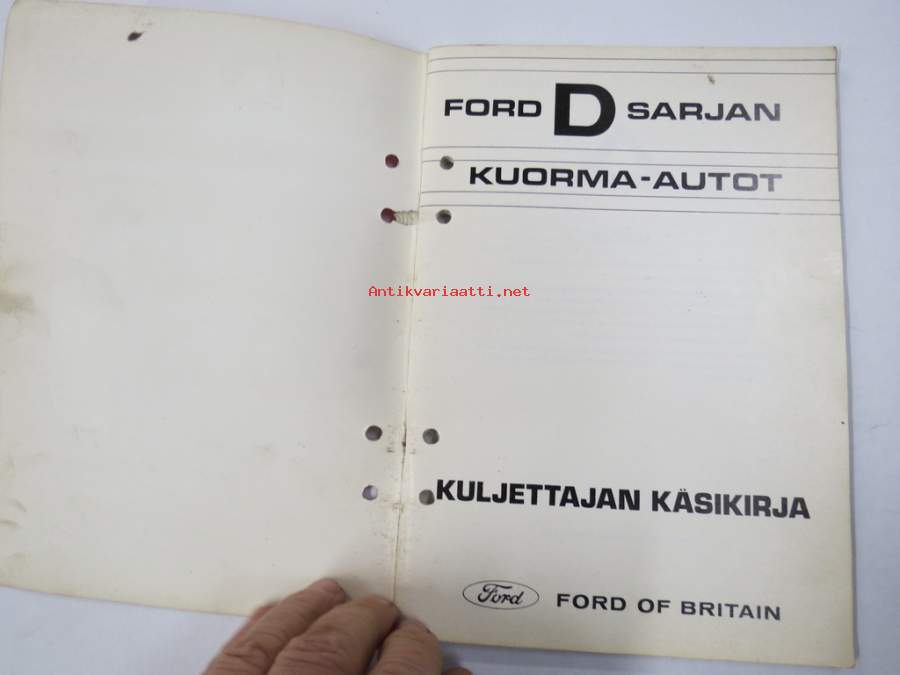 FORD D SARJAN
KUORMA-AUTOT
Antikvariaatti.net
KULJETTAJAN KÄSIKIRJA
Ford FORD OF BRITAIN